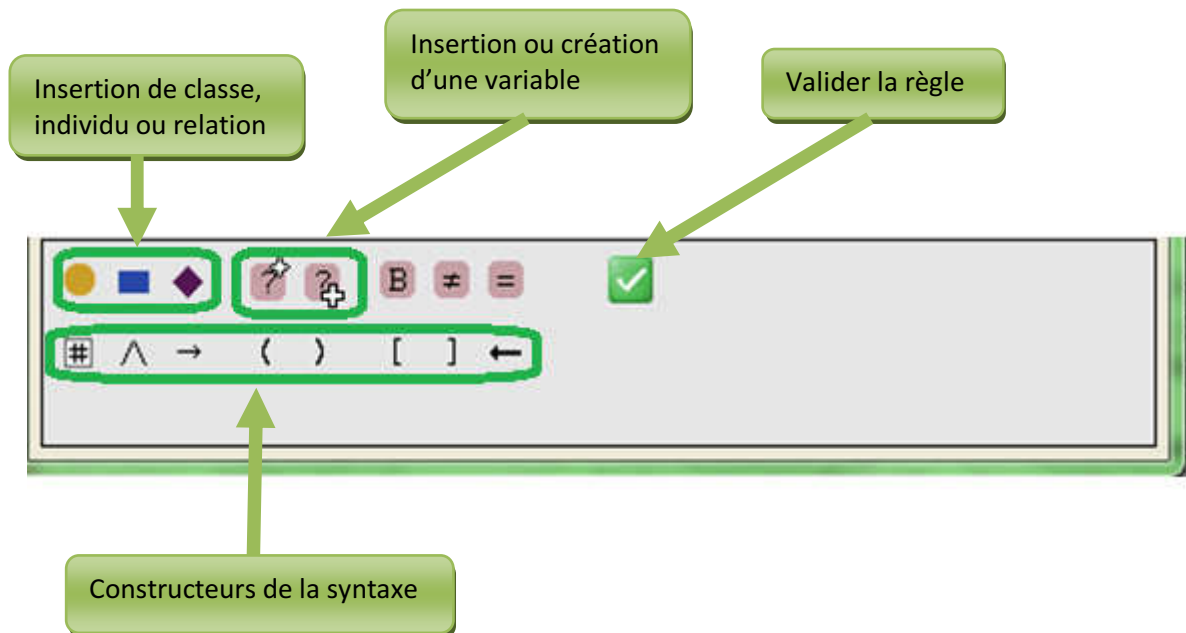 Insertion de classe,
individu ou relation
Insertion ou création
d’une variable
Valider la règle
? ? B ≠ =
# ∧ → ( ) [ ] ←
Constructeurs de la syntaxe